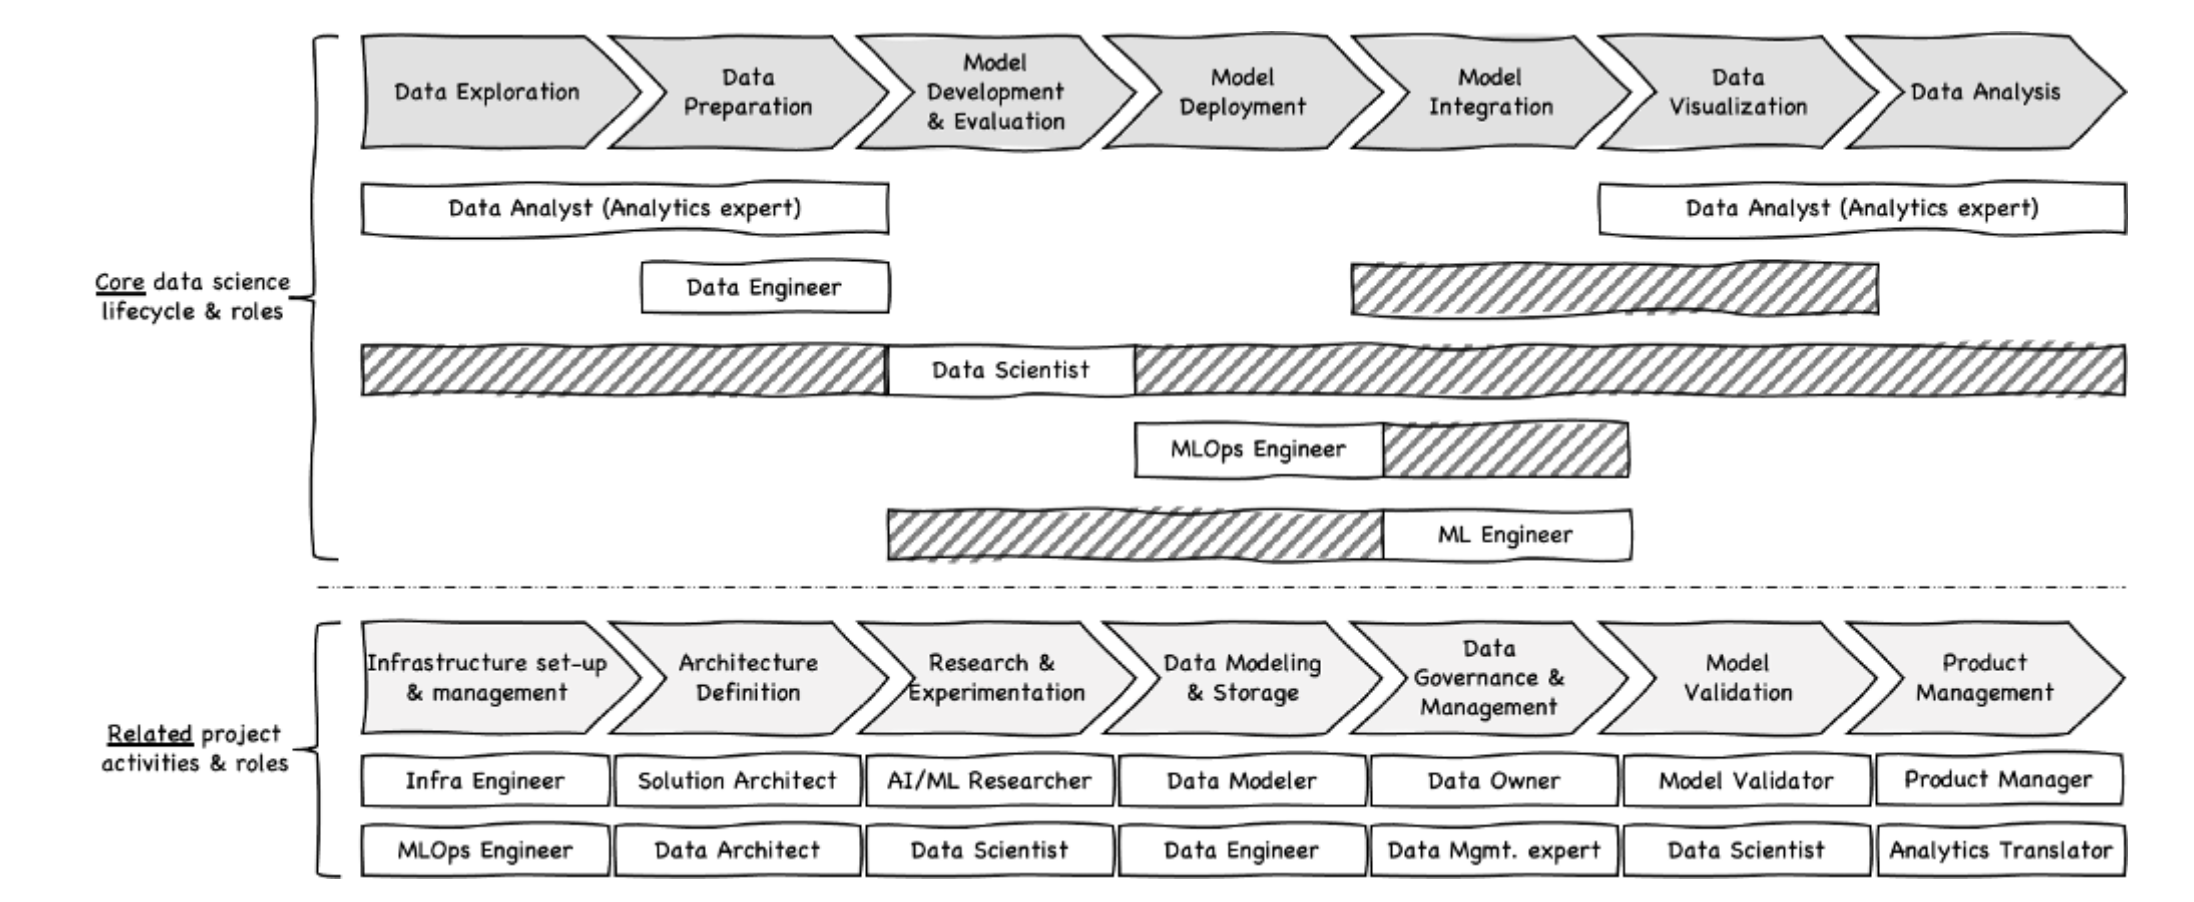 Data Exploration
Data
Preparation
Model
Development
& Evaluation
Model
Deployment
Model
Integration
Data
Visualization
Data Analysis
Data Analyst (Analytics expert)
Data Analyst (Analytics expert)
Core data science
lifecycle & roles
Data Engineer
Data Scientist
MLOps Engineer
ML Engineer
Related project
activities & roles
Infrastructure set-up
& management
Architecture
Definition
Research &
Experimentation
Data Modeling
& Storage
Data
Governance &
Management
Model
Validation
Product
Management
Infra Engineer
Solution Architect
AI/ML Researcher
Data Modeler
Data Owner
Model Validator
Product Manager
MLOps Engineer
Data Architect
Data Scientist
Data Engineer
Data Mgmt. expert
Data Scientist
Analytics Translator